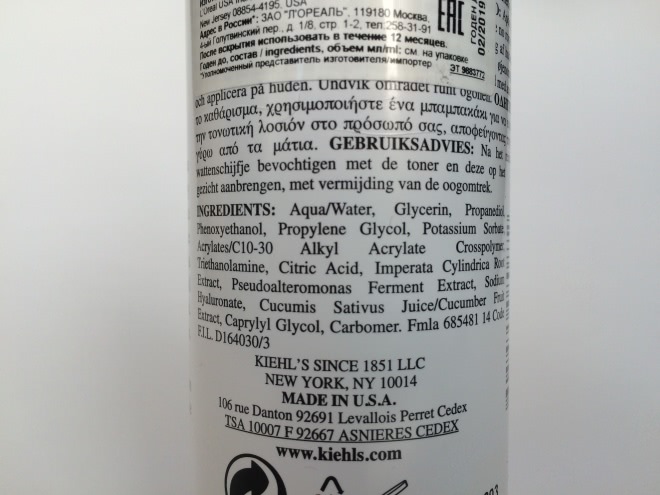 L'Oreal USA
New Jersey 08854-4195, USA
Адрес в России*: ЗАО "Л'ОРЕАЛЬ", 119180 Москва,
4-ый Голутвинский пер., д. 1/8, стр. 1-2, тел.:258-31-91
После вскрытия использовать в течение 12 месяцев.
Годен до, состав / ingredients, объем мл/ml: см на упаковке
*Уполномоченный представитель изготовителя/импортер
EAC
ГОДЕН
02/2019
ЭТ 9883772
och applicera på huden. Undvik området runt ögonen.
το καθάρισμα, χρησιμοποιήστε ένα μπαμπακάκι για να
την τονωτική λοσιόν στο πρόσωπό σας, αποφεύγοντας
γύρω από τα μάτια. GEBRUIKSADVIES: Na het
wattenschijfje bevochtigen met de toner en deze op het
gezicht aanbrengen, met vermijding van de oogomtrek.
INGREDIENTS: Aqua/Water, Glycerin, Propanediol,
Phenoxyethanol, Propylene Glycol, Potassium Sorbate,
Acrylates/C10-30 Alkyl Acrylate Crosspolymer,
Triethanolamine, Citric Acid, Imperata Cylindrica Root
Extract, Pseudoalteromonas Ferment Extract, Sodium
Hyaluronate, Cucumis Sativus Juice/Cucumber Fruit
Extract, Caprylyl Glycol, Carbomer. Fmla 685481 14 Code
F.I.L. D164030/3
KIEHL'S SINCE 1851 LLC
NEW YORK, NY 10014
MADE IN U.S.A.
106 rue Danton 92691 Levallois Perret Cedex
TSA 10007 F 92667 ASNIERES CEDEX
www.kiehls.com